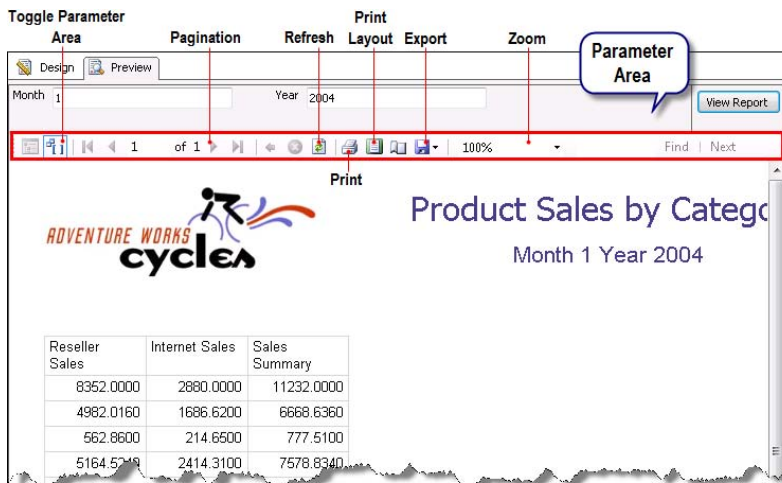 Toggle Parameter Area
Pagination
Refresh
Print Layout
Export
Zoom
Parameter Area
Design
Preview
Month 1
Year 2004
View Report
1 of 1
100%
Find | Next
Print
ADVENTURE WORKS
cycles
Product Sales by Catego
Month 1 Year 2004
Reseller Sales Internet Sales Sales Summary
8352.0000 2880.0000 11232.0000
4982.0160 1686.6200 6668.6360
562.8600 214.6500 777.5100
2414.3100 7578.8340